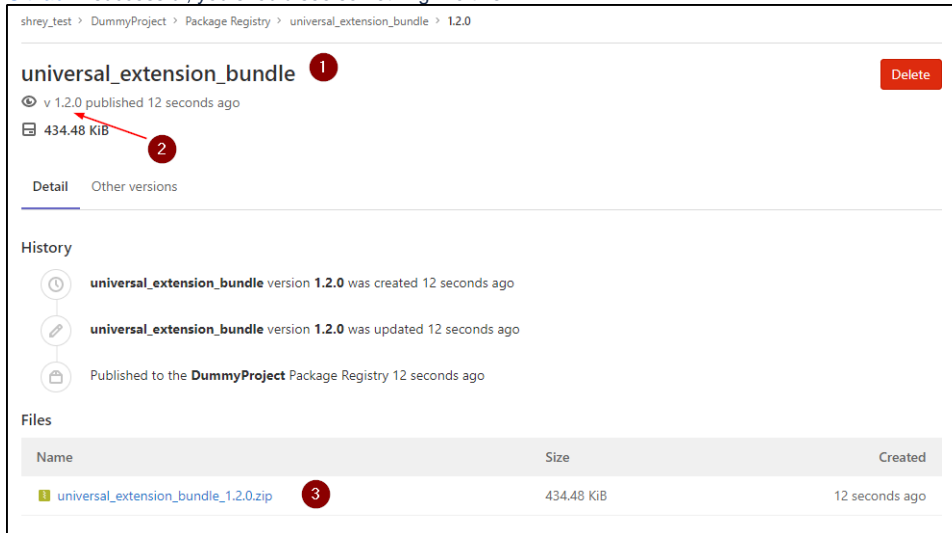 shrey_test > DummyProject > Package Registry > universal_extension_bundle > 1.2.0
universal_extension_bundle 1
Delete
v 1.2.0 published 12 seconds ago
434.48 KiB
2
Detail Other versions
History
universal_extension_bundle version 1.2.0 was created 12 seconds ago
universal_extension_bundle version 1.2.0 was updated 12 seconds ago
Published to the DummyProject Package Registry 12 seconds ago
Files
Name Size Created
universal_extension_bundle_1.2.0.zip 3 434.48 KiB 12 seconds ago